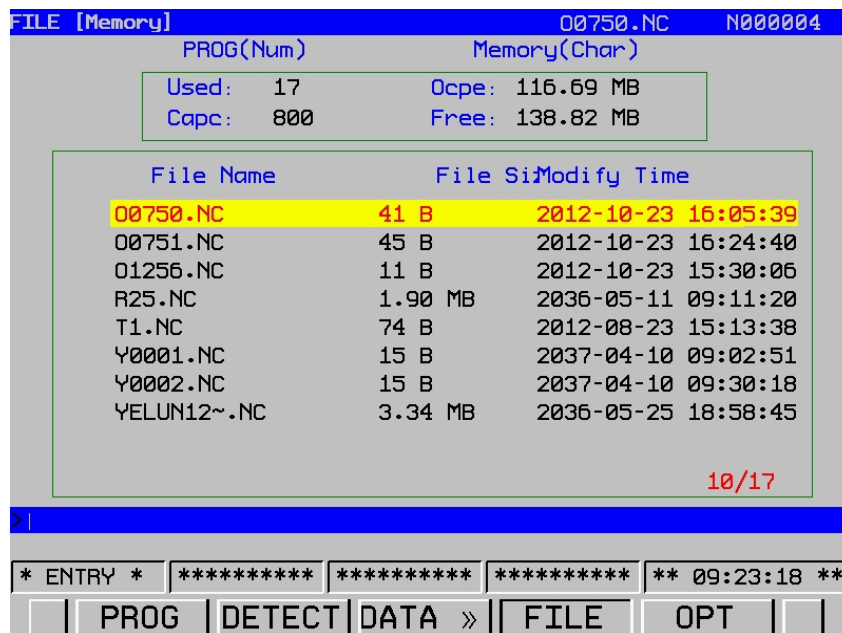 FILE [Memory] O0750.NC N000004
PROG(Num) Memory(Char)
Used: 17 Ocpe: 116.69 MB
Capc: 800 Free: 138.82 MB
File Name File Si Modify Time
O0750.NC 41 B 2012-10-23 16:05:39
O0751.NC 45 B 2012-10-23 16:24:40
O1256.NC 11 B 2012-10-23 15:30:06
R25.NC 1.90 MB 2036-05-11 09:11:20
T1.NC 74 B 2012-08-23 15:13:38
Y0001.NC 15 B 2037-04-10 09:02:51
Y0002.NC 15 B 2037-04-10 09:30:18
YELUN12~.NC 3.34 MB 2036-05-25 18:58:45
10/17
>|
* ENTRY * ********** ********** ********** ** 09:23:18 **
PROG DETECT DATA » FILE OPT